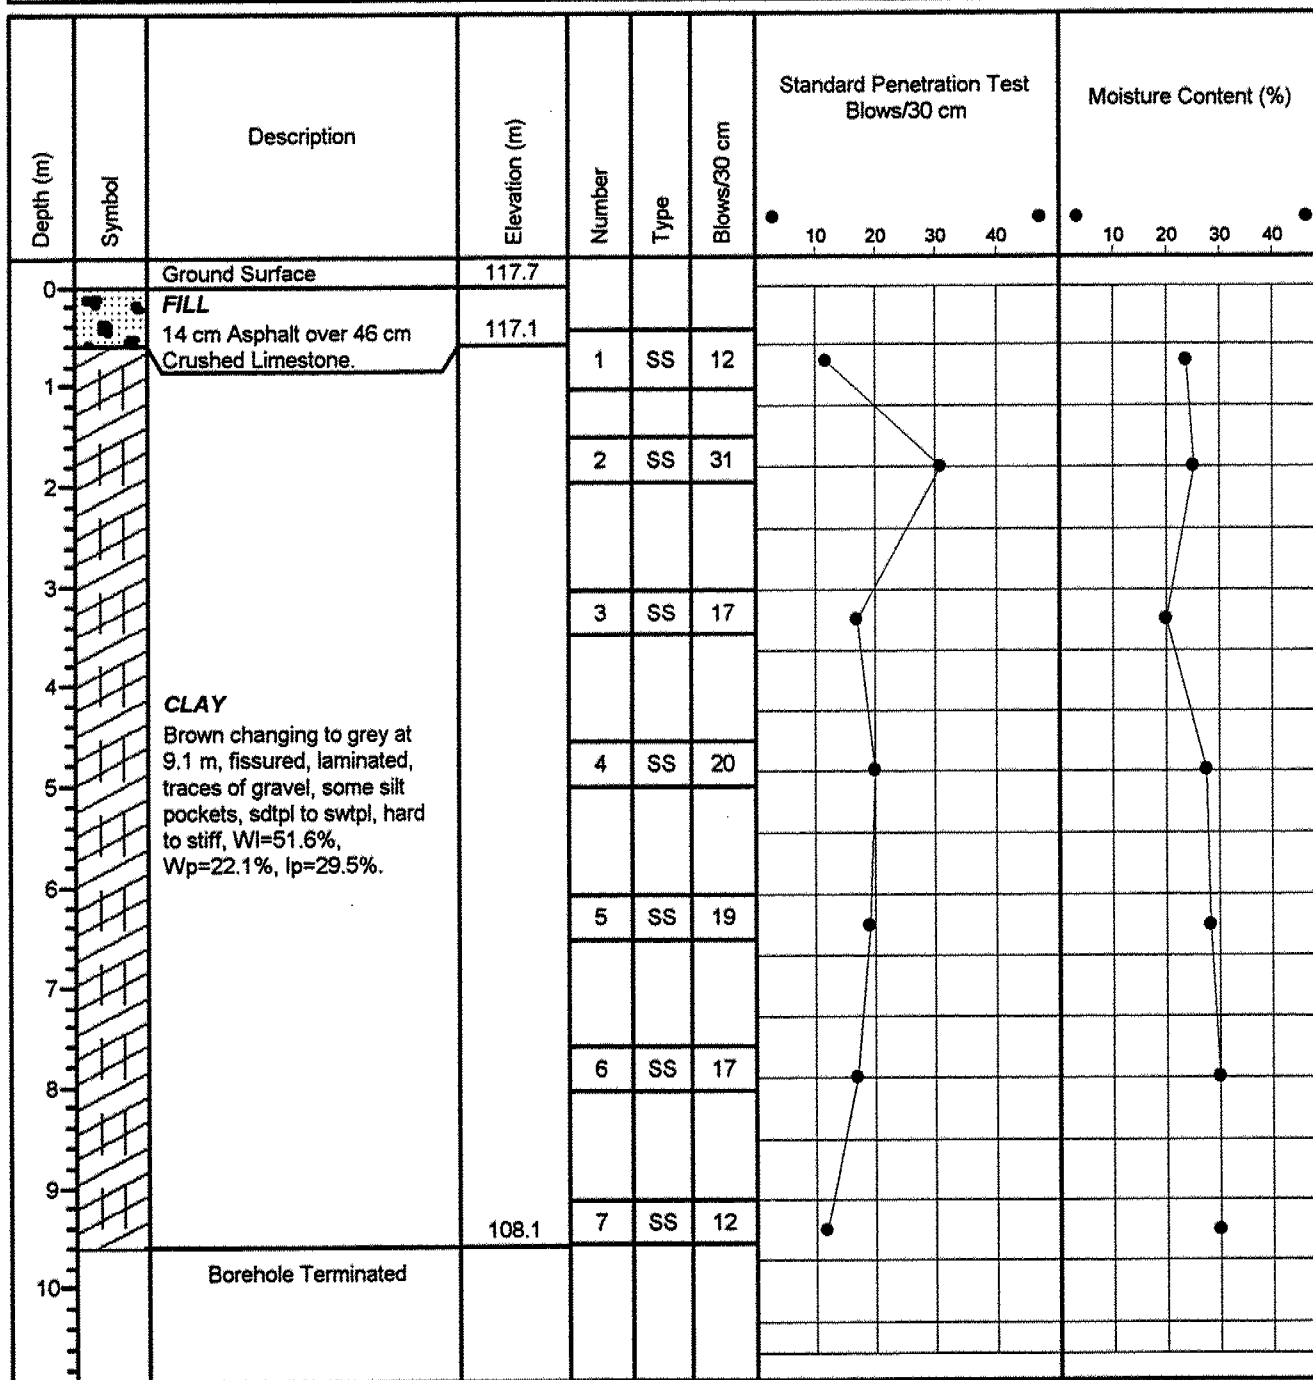 Depth (m)
Symbol
Description
Elevation (m)
Number
Type
Blows/30 cm
Standard Penetration Test
Blows/30 cm
Moisture Content (%)
10 20 30 40
10 20 30 40
Ground Surface 117.7
0
FILL
14 cm Asphalt over 46 cm
Crushed Limestone.
117.1
1 SS 12
1
2 SS 31
2
3
3 SS 17
4
CLAY
Brown changing to grey at
9.1 m, fissured, laminated,
traces of gravel, some silt
pockets, sdtpl to swtpl, hard
to stiff, Wl=51.6%,
Wp=22.1%, Ip=29.5%.
4 SS 20
5
6
5 SS 19
7
6 SS 17
8
9
108.1
7 SS 12
Borehole Terminated
10